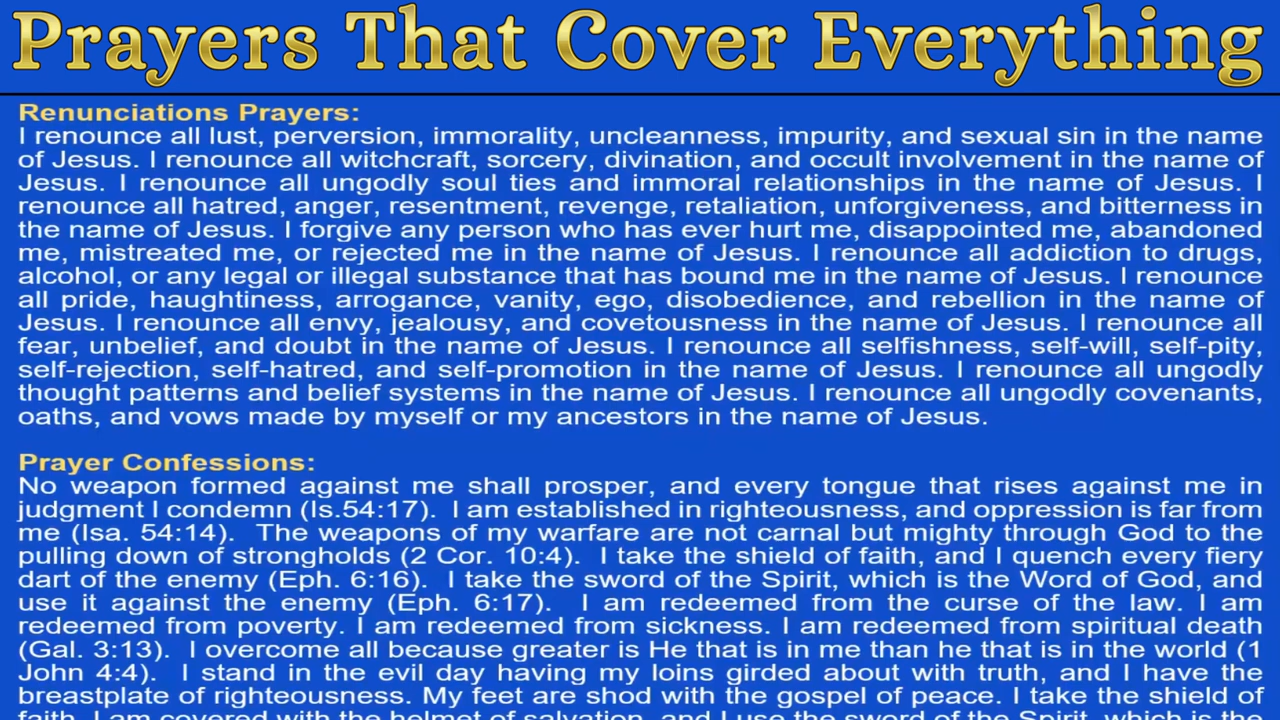 Prayers That Cover Everything
Renunciations Prayers:
I renounce all lust, perversion, immorality, uncleanness, impurity, and sexual sin in the name
of Jesus. I renounce all witchcraft, sorcery, divination, and occult involvement in the name of
Jesus. I renounce all ungodly soul ties and immoral relationships in the name of Jesus. I
renounce all hatred, anger, resentment, revenge, retaliation, unforgiveness, and bitterness in
the name of Jesus. I forgive any person who has ever hurt me, disappointed me, abandoned
me, mistreated me, or rejected me in the name of Jesus. I renounce all addiction to drugs,
alcohol, or any legal or illegal substance that has bound me in the name of Jesus. I renounce
all pride, haughtiness, arrogance, vanity, ego, disobedience, and rebellion in the name of
Jesus. I renounce all envy, jealousy, and covetousness in the name of Jesus. I renounce all
fear, unbelief, and doubt in the name of Jesus. I renounce all selfishness, self-will, self-pity,
self-rejection, self-hatred, and self-promotion in the name of Jesus. I renounce all ungodly
thought patterns and belief systems in the name of Jesus. I renounce all ungodly covenants,
oaths, and vows made by myself or my ancestors in the name of Jesus.
Prayer Confessions:
No weapon formed against me shall prosper, and every tongue that rises against me in
judgment I condemn (Is.54:17). I am established in righteousness, and oppression is far from
me (Isa. 54:14). The weapons of my warfare are not carnal but mighty through God to the
pulling down of strongholds (2 Cor. 10:4). I take the shield of faith, and I quench every fiery
dart of the enemy (Eph. 6:16). I take the sword of the Spirit, which is the Word of God, and
use it against the enemy (Eph. 6:17). I am redeemed from the curse of the law. I am
redeemed from poverty. I am redeemed from sickness. I am redeemed from spiritual death
(Gal. 3:13). I overcome all because greater is He that is in me than he that is in the world (1
John 4:4). I stand in the evil day having my loins girded about with truth, and I have the
breastplate of righteousness. My feet are shod with the gospel of peace. I take the shield of
faith. I am covered with the helmet of salvation, and I use the sword of the Spirit, which is the